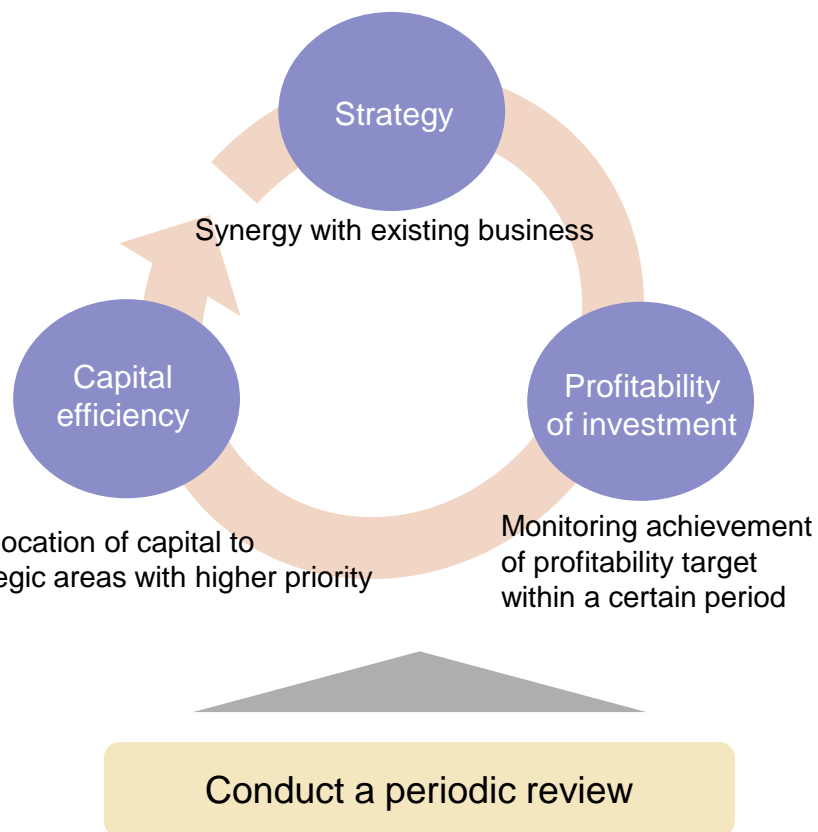 Strategy
Synergy with existing business
Capital
efficiency
Profitability
of investment
ocation of capital to
egic areas with higher priority
Monitoring achievement
of profitability target
within a certain period
Conduct a periodic review